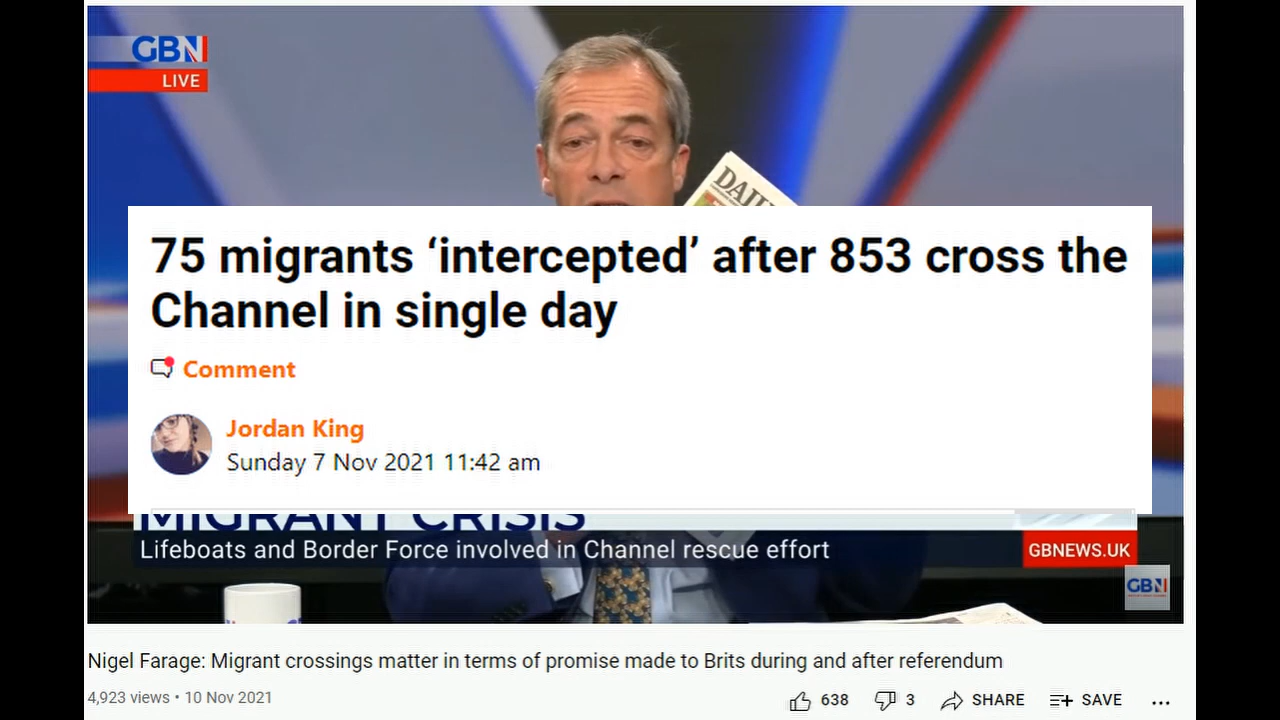 GBN
LIVE
DAIL
75 migrants ‘intercepted’ after 853 cross the
Channel in single day
Comment
Jordan King
Sunday 7 Nov 2021 11:42 am
MIGRANT CRISIS
Lifeboats and Border Force involved in Channel rescue effort
GBNEWS.UK
GBN
Nigel Farage: Migrant crossings matter in terms of promise made to Brits during and after referendum
4,923 views • 10 Nov 2021
638
3
SHARE
SAVE
...